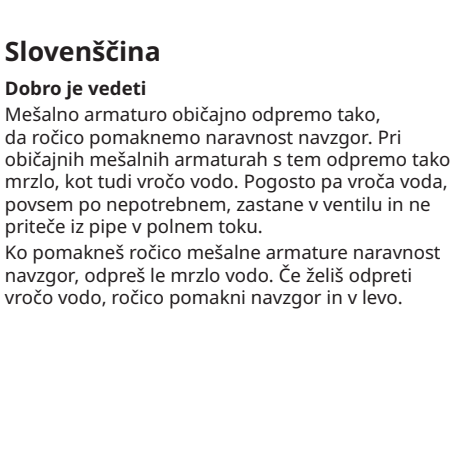 Slovenščina
Dobro je vedeti
Mešalno armaturo običajno odpremo tako,
da ročico pomaknemo naravnost navzgor. Pri
običajnih mešalnih armaturah s tem odpremo tako
mrzlo, kot tudi vročo vodo. Pogosto pa vroča voda,
povsem po nepotrebnem, zastane v ventilu in ne
priteče iz pipe v polnem toku.
Ko pomakneš ročico mešalne armature naravnost
navzgor, odpreš le mrzlo vodo. Če želiš odpreti
vročo vodo, ročico pomakni navzgor in v levo.